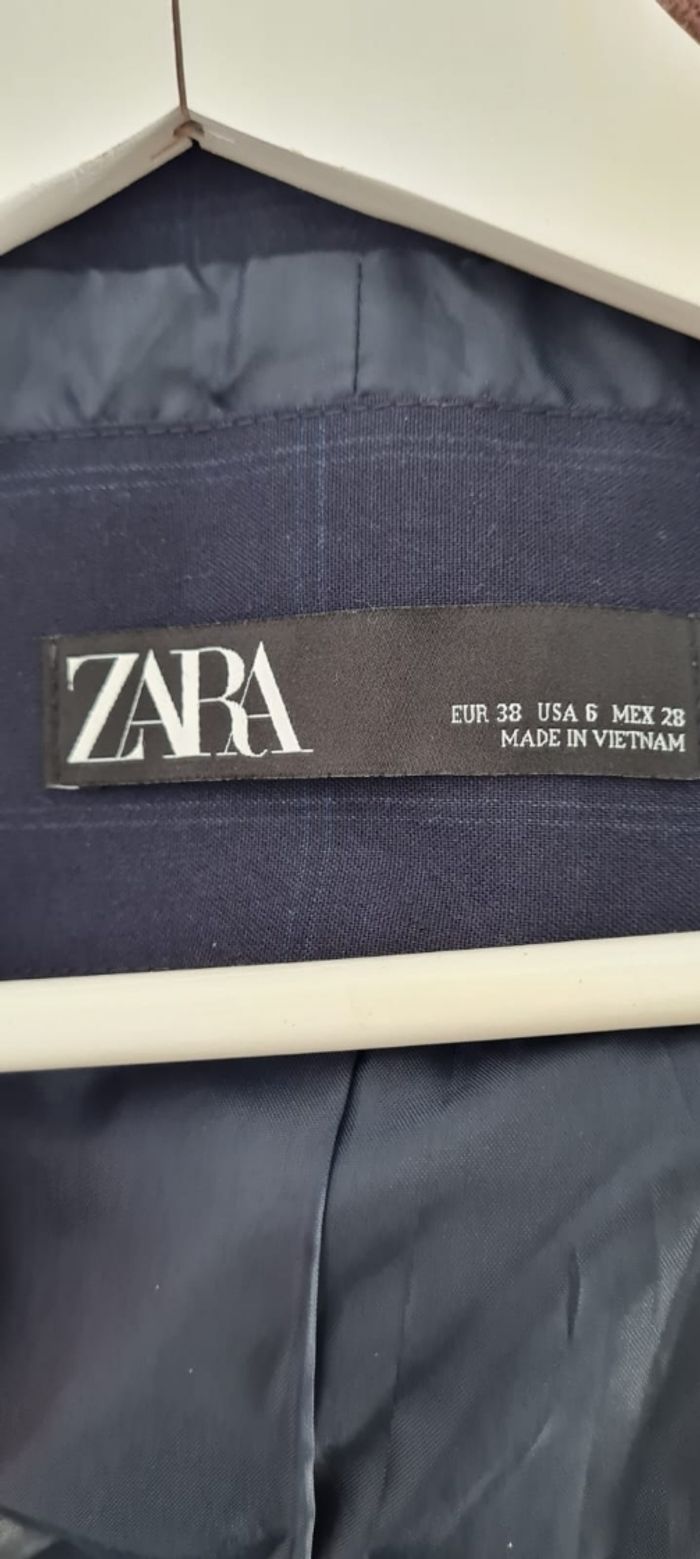 ZARA
EUR 38 USA 6 MEX 28
MADE IN VIETNAM